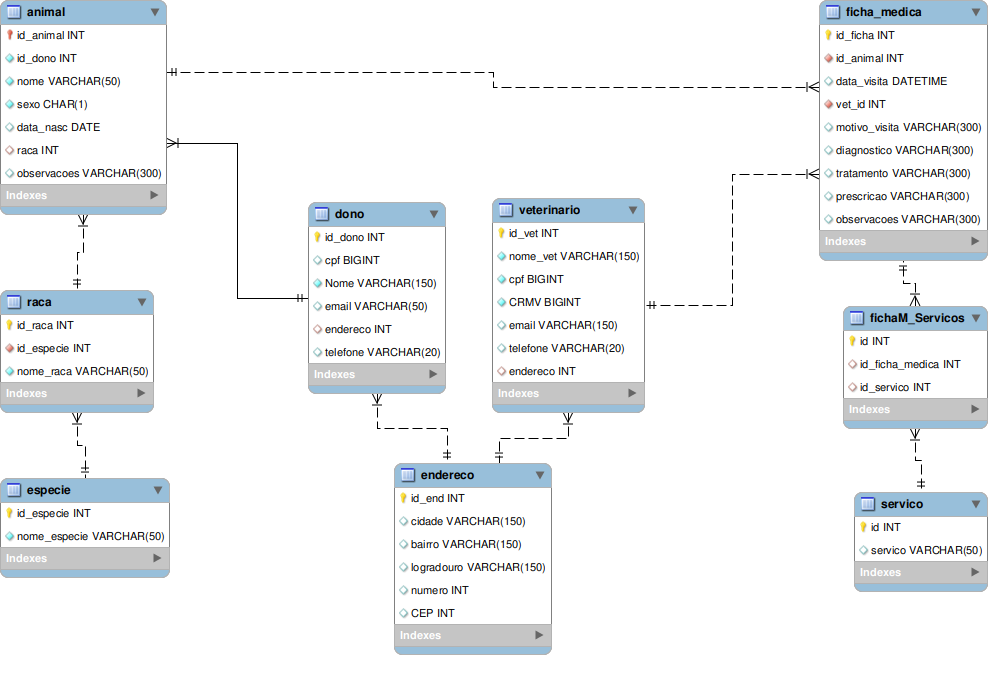 animal
id_animal INT
id_dono INT
nome VARCHAR(50)
sexo CHAR(1)
data_nasc DATE
raca INT
observacoes VARCHAR(300)
Indexes
raca
id_raca INT
id_especie INT
nome_raca VARCHAR(50)
Indexes
especie
id_especie INT
nome_especie VARCHAR(50)
Indexes
dono
id_dono INT
cpf BIGINT
Nome VARCHAR(150)
email VARCHAR(50)
endereco INT
telefone VARCHAR(20)
Indexes
veterinario
id_vet INT
nome_vet VARCHAR(150)
cpf BIGINT
CRMV BIGINT
email VARCHAR(150)
telefone VARCHAR(20)
endereco INT
Indexes
endereco
id_end INT
cidade VARCHAR(150)
bairro VARCHAR(150)
logradouro VARCHAR(150)
numero INT
CEP INT
Indexes
ficha_medica
id_ficha INT
id_animal INT
data_visita DATETIME
vet_id INT
motivo_visita VARCHAR(300)
diagnostico VARCHAR(300)
tratamento VARCHAR(300)
prescricao VARCHAR(300)
observacoes VARCHAR(300)
Indexes
fichaM_Servicos
id INT
id_ficha_medica INT
id_servico INT
Indexes
servico
id INT
servico VARCHAR(50)
Indexes